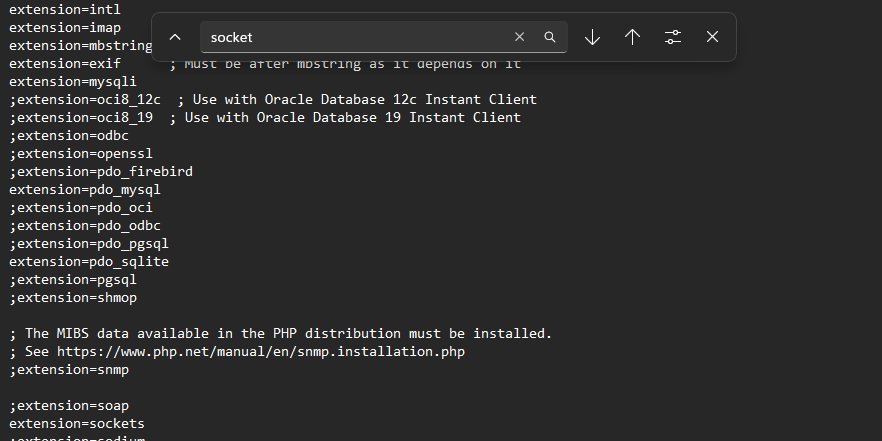 extension=intl
extension=imap
extension=mbstring
socket
extension=exif      ; Must be after mbstring as it depends on it
extension=mysqli
;extension=oci8_12c  ; Use with Oracle Database 12c Instant Client
;extension=oci8_19  ; Use with Oracle Database 19 Instant Client
;extension=odbc
;extension=openssl
;extension=pdo_firebird
extension=pdo_mysql
;extension=pdo_oci
;extension=pdo_odbc
;extension=pdo_pgsql
extension=pdo_sqlite
;extension=pgsql
;extension=shmop
; The MIBS data available in the PHP distribution must be installed.
; See https://www.php.net/manual/en/snmp.installation.php
;extension=snmp
;extension=soap
extension=sockets
;extension=sodium